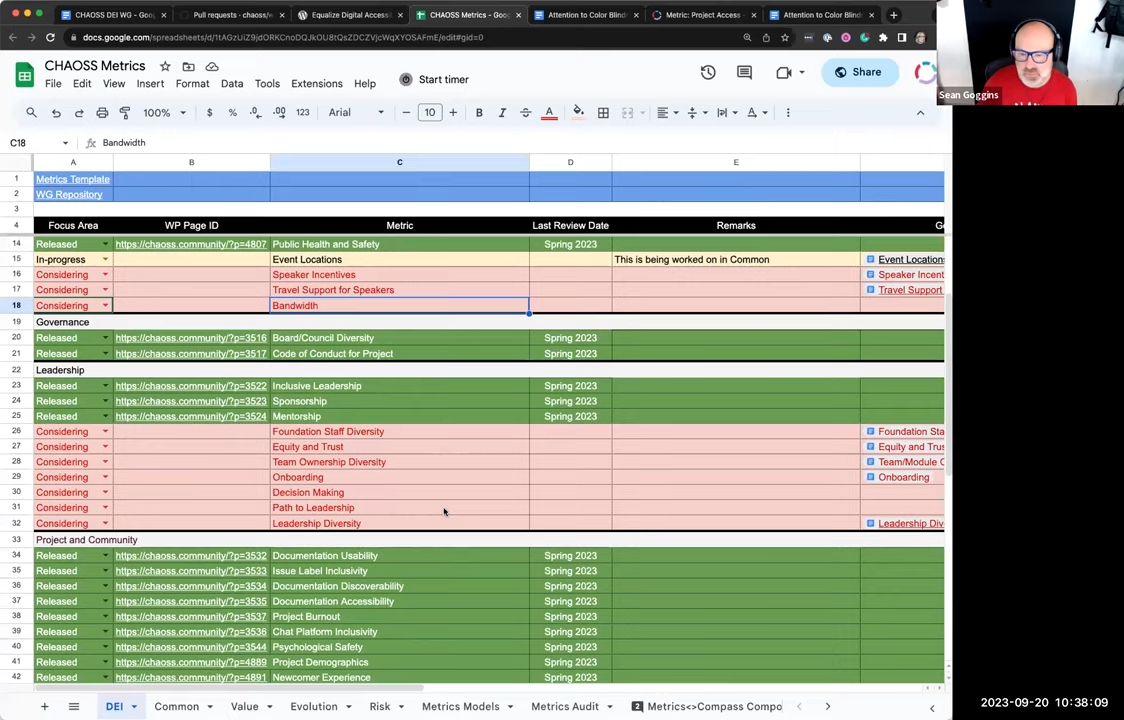 CHAOSS DEI WG - Goo
Pull requests · chaoss/w
Equalize Digital Accessi
CHAOSS Metrics - Goog
Attention to Color Blind
Metric: Project Access
Attention to Color Blind
docs.google.com/spreadsheets/d/1tAGzUiZ9jdORKCnoDQJkOU8tQsZDCZVjcWqXYOSAFmE/edit#gid=0
CHAOSS Metrics
File Edit View Insert Format Data Tools Extensions Help
Start timer
Share
Sean Goggins
100%
$ % .0 .00 123
Arial
10
B I
C18 Bandwidth
A B C D E
1 Metrics Template
2 WG Repository
3
4 Focus Area WP Page ID Metric Last Review Date Remarks Go
14 Released https://chaoss.community/?p=4807 Public Health and Safety Spring 2023
15 In-progress Event Locations This is being worked on in Common Event Locations
16 Considering Speaker Incentives Speaker Incent
17 Considering Travel Support for Speakers Travel Support
18 Considering Bandwidth
19 Governance
20 Released https://chaoss.community/?p=3516 Board/Council Diversity Spring 2023
21 Released https://chaoss.community/?p=3517 Code of Conduct for Project Spring 2023
22 Leadership
23 Released https://chaoss.community/?p=3522 Inclusive Leadership Spring 2023
24 Released https://chaoss.community/?p=3523 Sponsorship Spring 2023
25 Released https://chaoss.community/?p=3524 Mentorship Spring 2023
26 Considering Foundation Staff Diversity Foundation Sta
27 Considering Equity and Trust Equity and Trus
28 Considering Team Ownership Diversity Team/Module O
29 Considering Onboarding Onboarding
30 Considering Decision Making
31 Considering Path to Leadership
32 Considering Leadership Diversity Leadership Div
33 Project and Community
34 Released https://chaoss.community/?p=3532 Documentation Usability Spring 2023
35 Released https://chaoss.community/?p=3533 Issue Label Inclusivity Spring 2023
36 Released https://chaoss.community/?p=3534 Documentation Discoverability Spring 2023
37 Released https://chaoss.community/?p=3535 Documentation Accessibility Spring 2023
38 Released https://chaoss.community/?p=3537 Project Burnout Spring 2023
39 Released https://chaoss.community/?p=3536 Chat Platform Inclusivity Spring 2023
40 Released https://chaoss.community/?p=3544 Psychological Safety Spring 2023
41 Released https://chaoss.community/?p=4889 Project Demographics Spring 2023
42 Released https://chaoss.community/?p=4891 Newcomer Experience Spring 2023
DEI Common Value Evolution Risk Metrics Models Metrics Audit 2 Metrics<>Compass Compo
2023-09-20 10:38:09